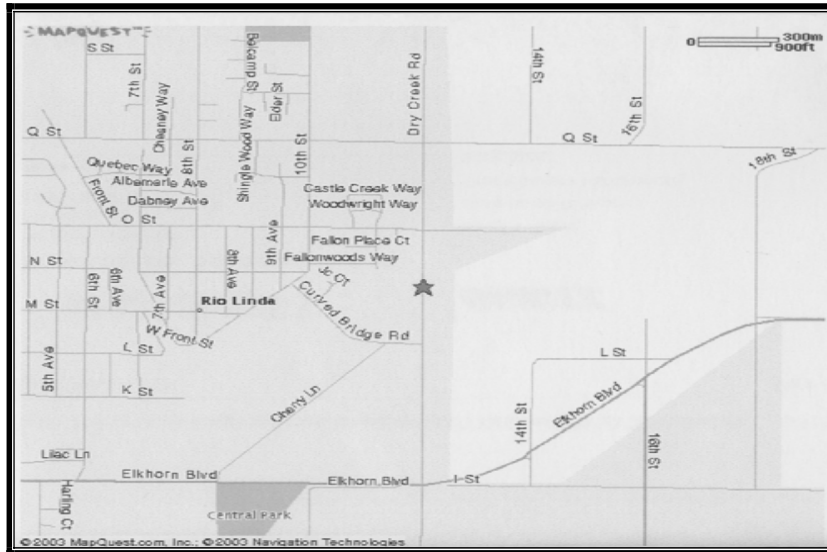 MAPQUEST
300m
0
900ft
S St
7th St
Chesney Way
8th St
Belcamp St
Elder St
Shingle Wood Way
10th St
Dry Creek Rd
14th St
16th St
Q St
Q St
18th St
Quebec Way
Albemarle Ave
Dabney Ave
Front St
O St
Castle Creek Way
Woodwright Way
Fallon Place Ct
Fallonwoods Way
N St
6th St
6th Ave
7th Ave
8th Ave
9th Ave
Jo Ct
Curved Bridge Rd
M St
Rio Linda
W Front St
L St
L St
5th Ave
K St
Cherry Ln
14th St
Elkhorn Blvd
16th St
Lilac Ln
Elkhorn Blvd
Elkhorn Blvd
I St
Harling Ct
Central Park
©2003 MapQuest.com, Inc.; ©2003 Navigation Technologies